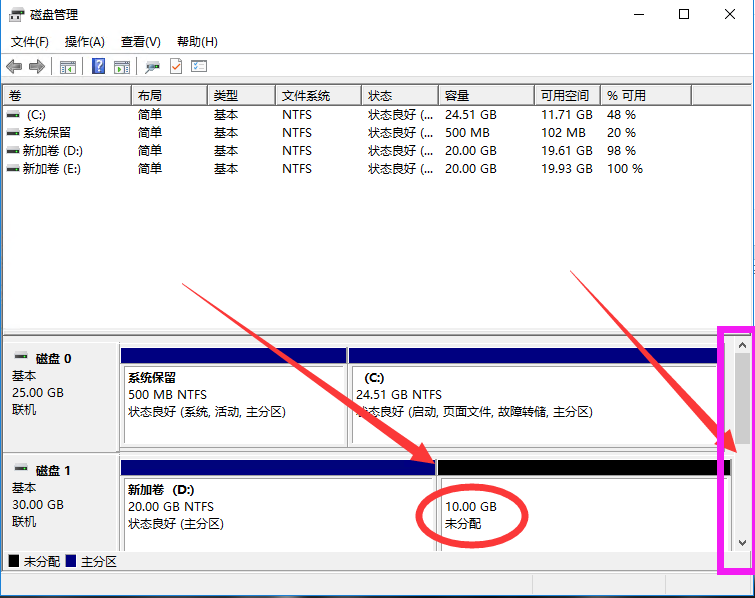 磁盘管理
文件(F) 操作(A) 查看(V) 帮助(H)
卷 布局 类型 文件系统 状态 容量 可用空间 % 可用
(C:) 简单 基本 NTFS 状态良好 (... 24.51 GB 11.71 GB 48 %
系统保留 简单 基本 NTFS 状态良好 (... 500 MB 102 MB 20 %
新加卷 (D:) 简单 基本 NTFS 状态良好 (... 20.00 GB 19.61 GB 98 %
新加卷 (E:) 简单 基本 NTFS 状态良好 (... 20.00 GB 19.93 GB 100 %
磁盘 0
基本
25.00 GB
联机
系统保留
500 MB NTFS
状态良好 (系统, 活动, 主分区)
(C:)
24.51 GB NTFS
状态良好 (启动, 页面文件, 故障转储, 主分区)
磁盘 1
基本
30.00 GB
联机
新加卷 (D:)
20.00 GB NTFS
状态良好 (主分区)
10.00 GB
未分配
未分配 主分区